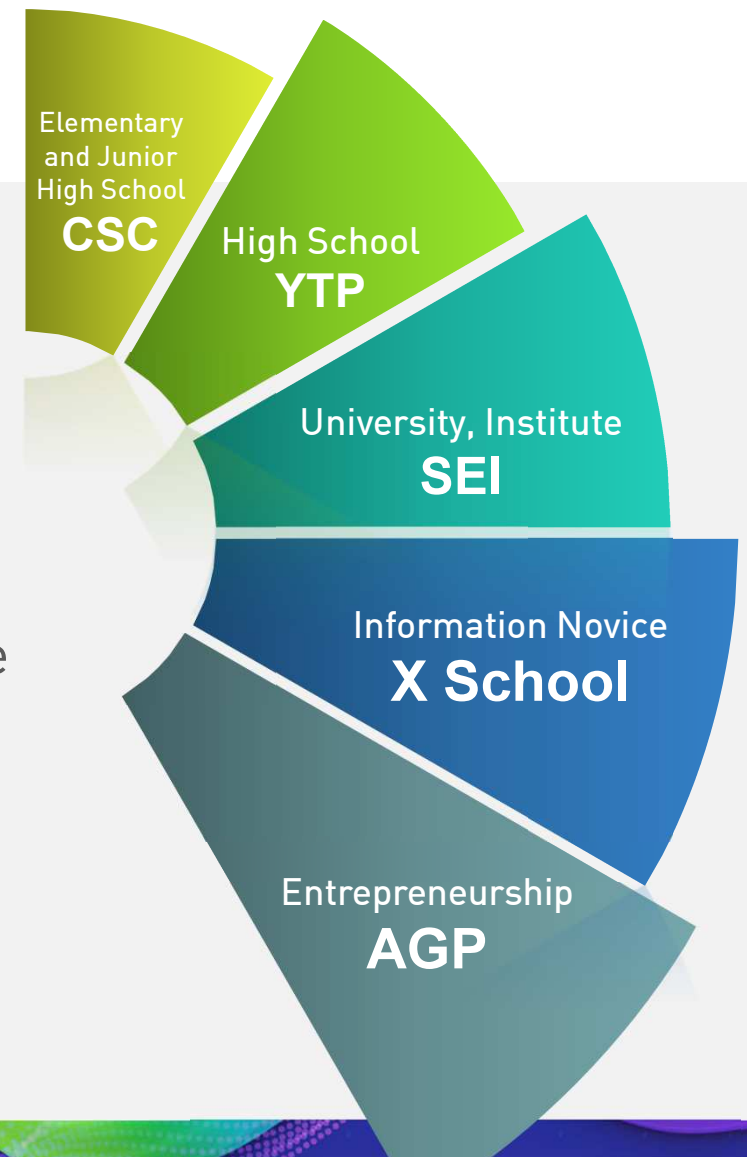 Elementary
and Junior
High School
CSC
High School
YTP
University, Institute
SEI
Information Novice
X School
Entrepreneurship
AGP